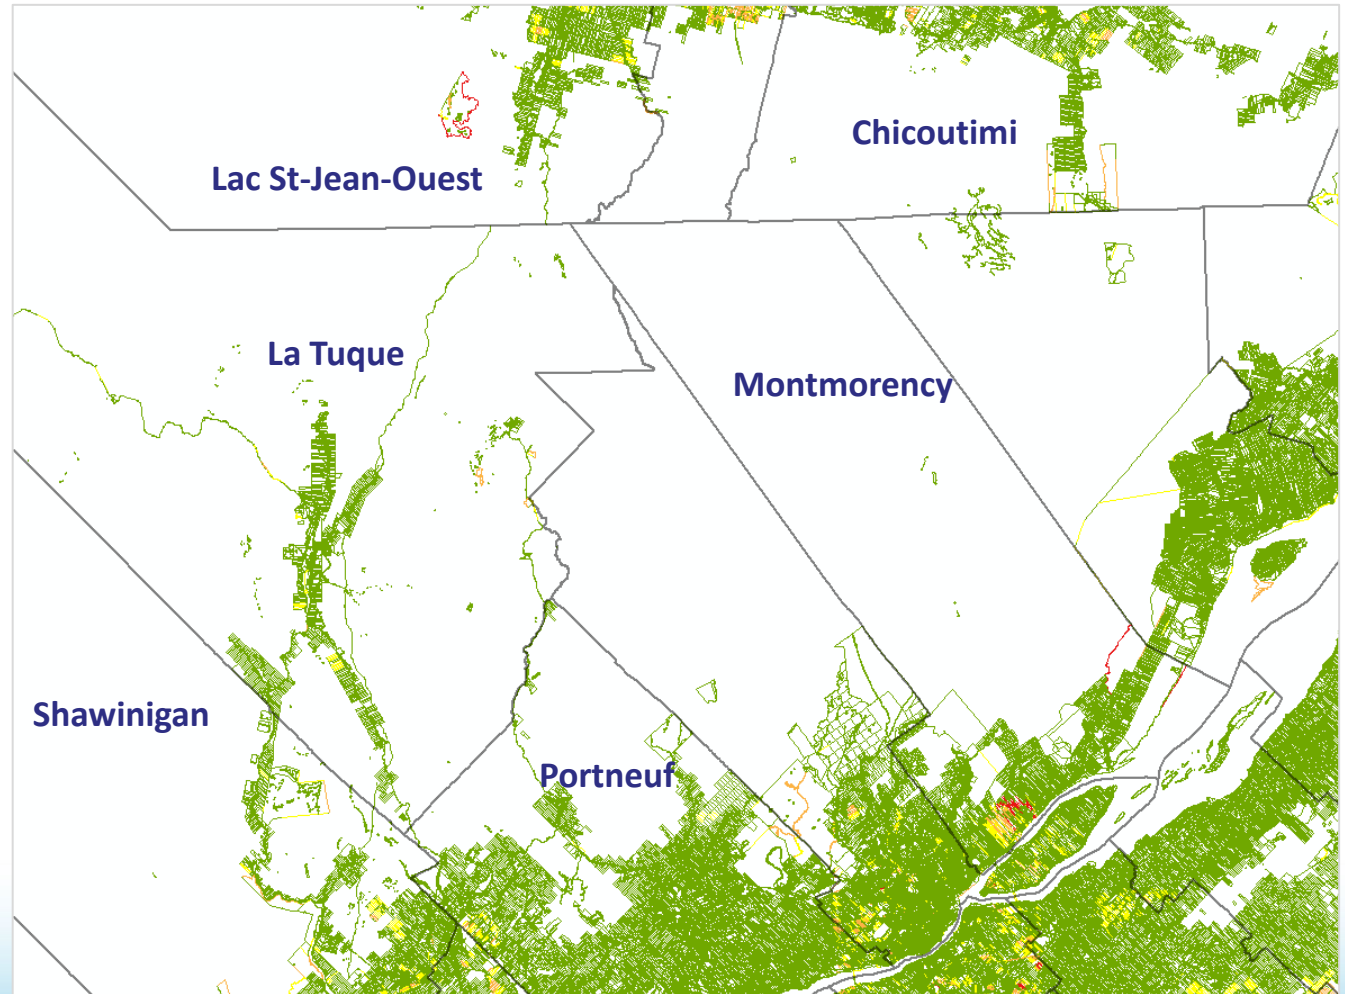 Chicoutimi
Lac St-Jean-Ouest
La Tuque
Montmorency
Shawinigan
Portneuf